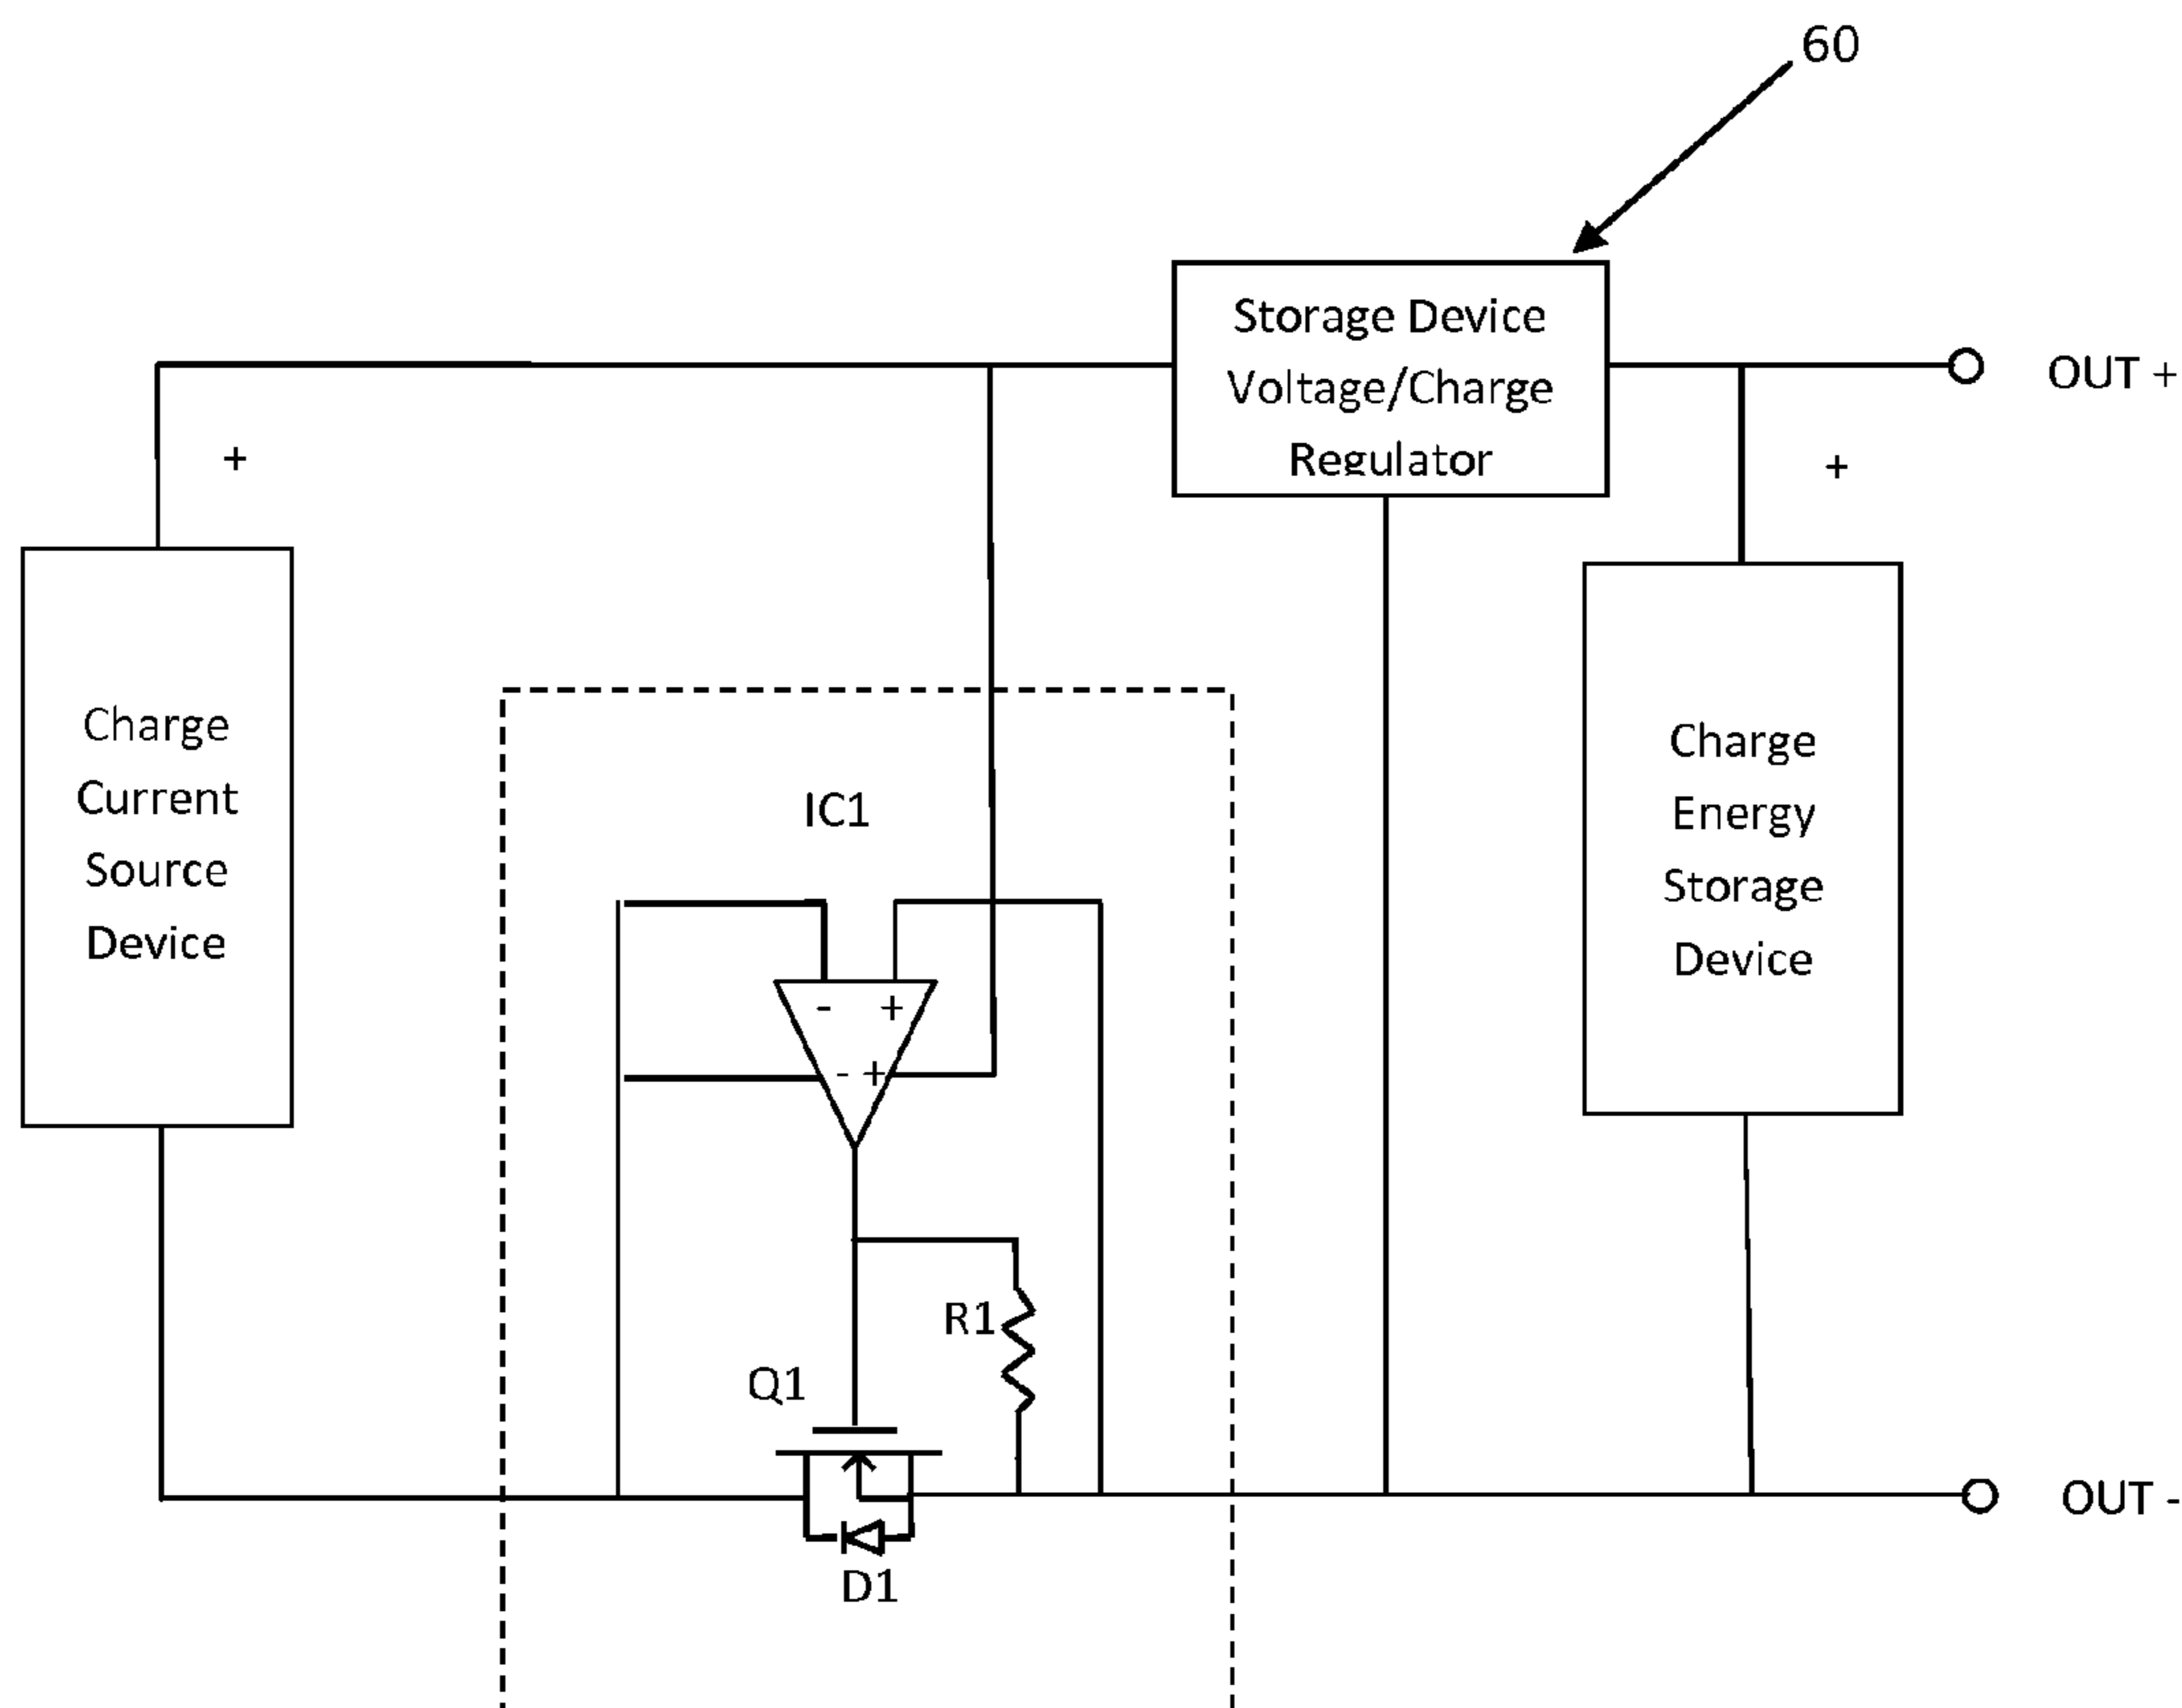 60
Storage Device
Voltage/Charge
Regulator
OUT +
+
+
Charge
Current
Source
Device
Charge
Energy
Storage
Device
IC1
- +
- +
R1
Q1
D1
OUT -